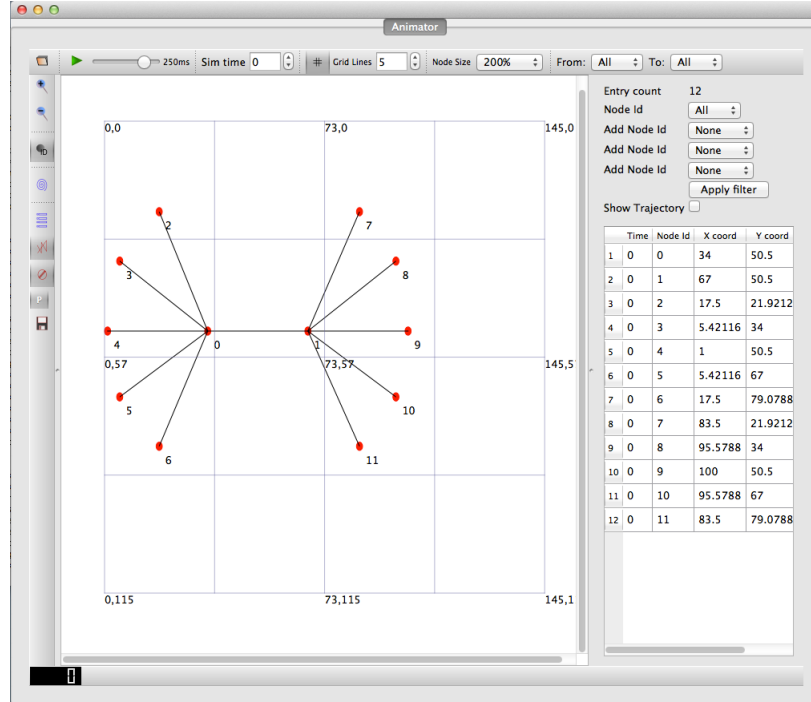 Animator
250ms Sim time 0 # Grid Lines 5 Node Size 200% From: All To: All
Entry count 12
Node Id All
Add Node Id None
Add Node Id None
Add Node Id None
Apply filter
Show Trajectory
ID
P
0,0 73,0 145,0
2 7
3 8
4 0 1 9
0,57 73,57 145,57
5 10
6 11
0,115 73,115 145,1
Time Node Id X coord Y coord
1 0 0 34 50.5
2 0 1 67 50.5
3 0 2 17.5 21.9212
4 0 3 5.42116 34
5 0 4 1 50.5
6 0 5 5.42116 67
7 0 6 17.5 79.0788
8 0 7 83.5 21.9212
9 0 8 95.5788 34
10 0 9 100 50.5
11 0 10 95.5788 67
12 0 11 83.5 79.0788
0